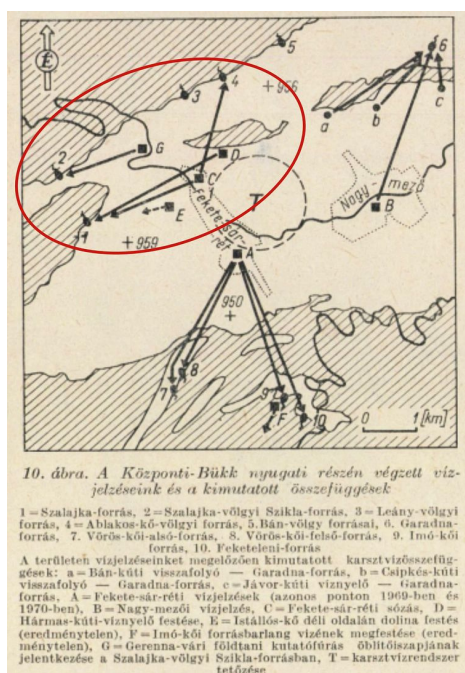 É
5
6
4
3
+ 956
a
b
c
2
G
D
C
T
Nagy-mező
B
E
Fekete-sár-rét
1
+ 959
A
950
+
8
7
9
F
10
0 1 [km]
10. ábra. A Központi-Bükk nyugati részén végzett víz-
jelzéseink és a kimutatott összefüggések
1 = Szalajka-forrás, 2 = Szalajka-völgyi Szikla-forrás, 3 = Leány-völgyi
forrás, 4 = Ablakos-kő-völgyi forrás, 5. Bán-völgy forrásai, 6. Garadna-
forrás, 7. Vörös-kői-alsó-forrás, 8. Vörös-kői-felső-forrás, 9. Imó-kői
forrás, 10. Feketeleni-forrás
A területen vízjelzéseinket megelőzően kimutatott karsztvízösszefüg-
gések: a = Bán-kúti visszafolyó — Garadna-forrás, b = Csipkés-kúti
visszafolyó — Garadna-forrás, c = Jávor-kúti víznyelő — Garadna-
forrás, A = Fekete-sár-réti vízjelzések (azonos ponton 1969-ben és
1970-ben), B = Nagy-mezői vízjelzés, C = Fekete-sár-réti sózás, D =
Hármas-kúti-víznyelő festése, E = Istállós-kő déli oldalán dolina festés
(eredménytelen), F = Imó-kői forrásbarlang vizének megfestése (ered-
ménytelen), G = Gerenna-vári földtani kutatófúrás öblítőiszapjának
jelentkezése a Szalajka-völgyi Szikla-forrásban, T = karsztvízrendszer
tetőzése